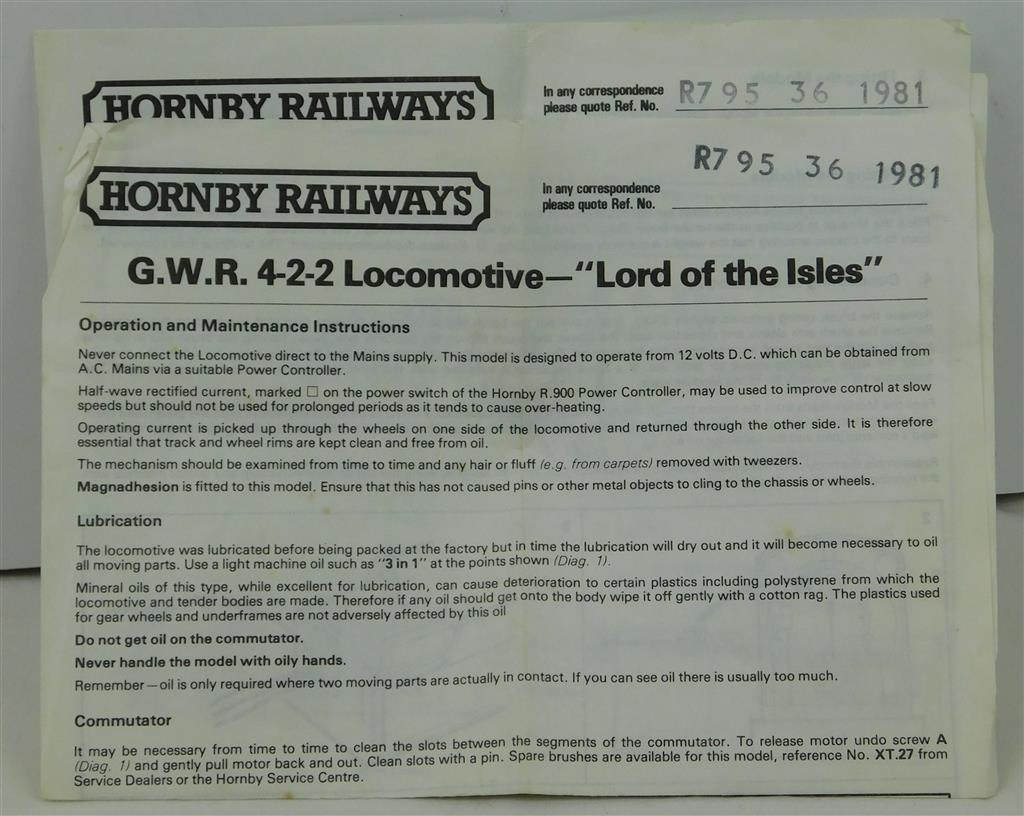 HORNBY RAILWAYS
In any correspondence
please quote Ref. No.
R795 36 1981
HORNBY RAILWAYS
In any correspondence
please quote Ref. No.
R795 36 1981
G.W.R. 4-2-2 Locomotive—"Lord of the Isles"
Operation and Maintenance Instructions
Never connect the Locomotive direct to the Mains supply. This model is designed to operate from 12 volts D.C. which can be obtained from
A.C. Mains via a suitable Power Controller.
Half-wave rectified current, marked □ on the power switch of the Hornby R.900 Power Controller, may be used to improve control at slow
speeds but should not be used for prolonged periods as it tends to cause over-heating.
Operating current is picked up through the wheels on one side of the locomotive and returned through the other side. It is therefore
essential that track and wheel rims are kept clean and free from oil.
The mechanism should be examined from time to time and any hair or fluff (e.g. from carpets) removed with tweezers.
Magnadhesion is fitted to this model. Ensure that this has not caused pins or other metal objects to cling to the chassis or wheels.
Lubrication
The locomotive was lubricated before being packed at the factory but in time the lubrication will dry out and it will become necessary to oil
all moving parts. Use a light machine oil such as "3 in 1" at the points shown (Diag. 1).
Mineral oils of this type, while excellent for lubrication, can cause deterioration to certain plastics including polystyrene from which the
locomotive and tender bodies are made. Therefore if any oil should get onto the body wipe it off gently with a cotton rag. The plastics used
for gear wheels and underframes are not adversely affected by this oil
Do not get oil on the commutator.
Never handle the model with oily hands.
Remember—oil is only required where two moving parts are actually in contact. If you can see oil there is usually too much.
Commutator
It may be necessary from time to time to clean the slots between the segments of the commutator. To release motor undo screw A
(Diag. 1) and gently pull motor back and out. Clean slots with a pin. Spare brushes are available for this model, reference No. XT.27 from
Service Dealers or the Hornby Service Centre.